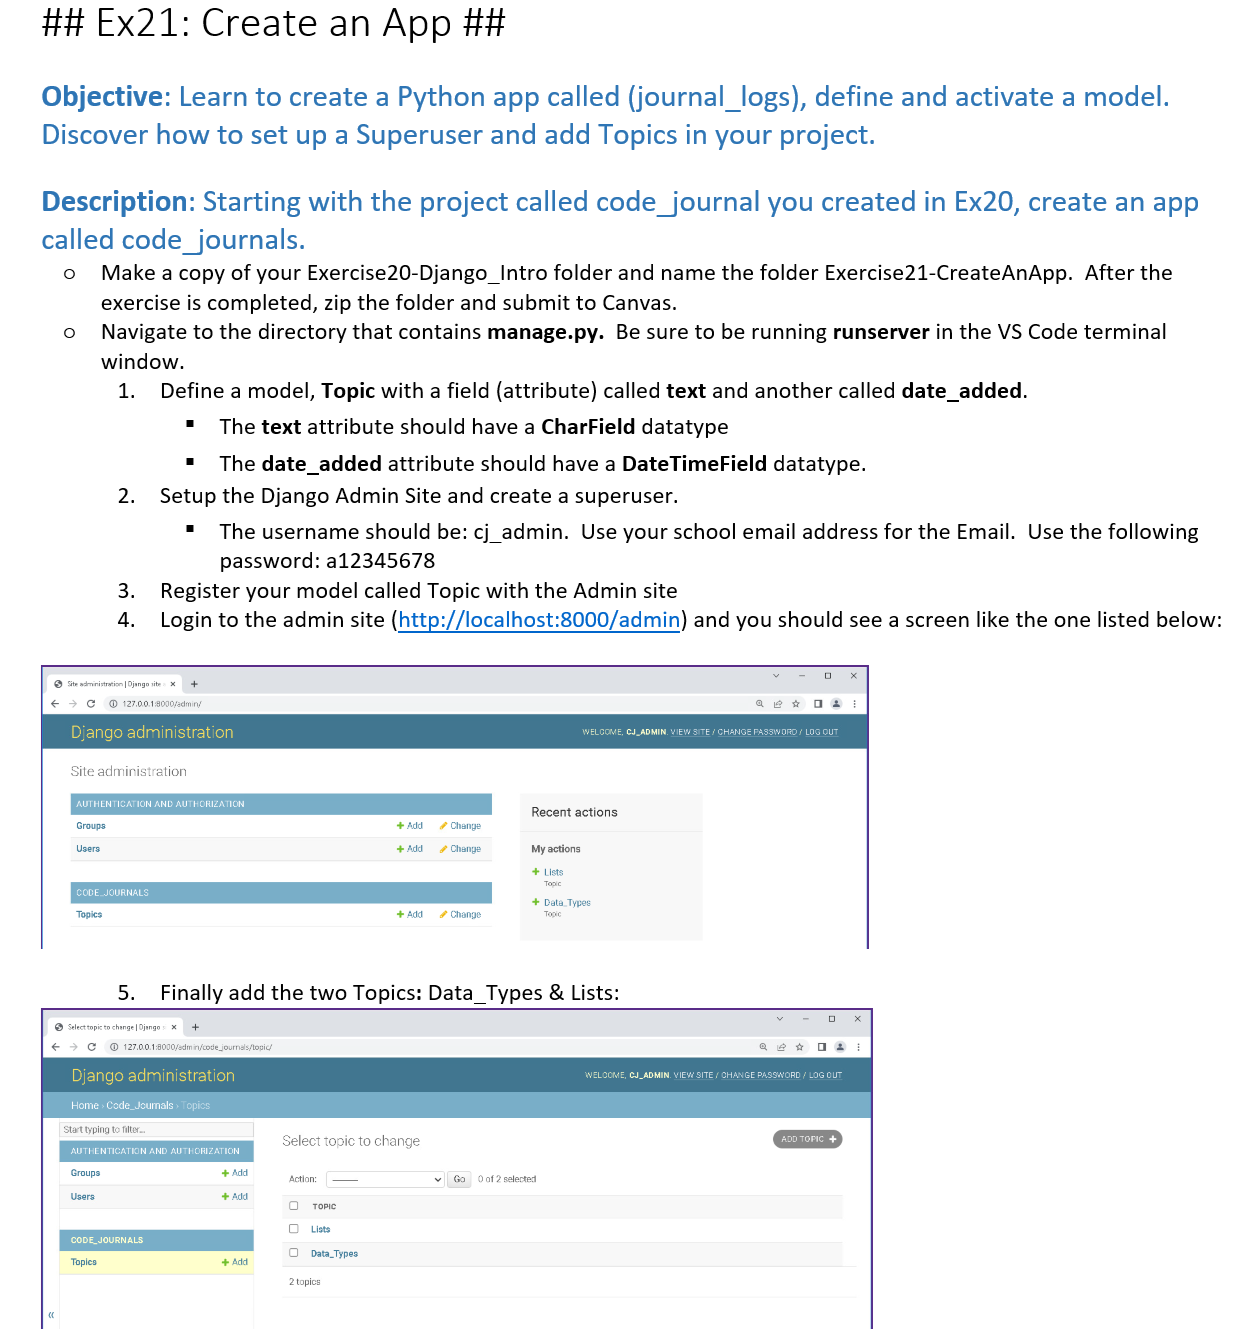 ## Ex21: Create an App ##
Objective: Learn to create a Python app called (journal_logs), define and activate a model.
Discover how to set up a Superuser and add Topics in your project.
Description: Starting with the project called code_journal you created in Ex20, create an app
called code_journals.
o Make a copy of your Exercise20-Django_Intro folder and name the folder Exercise21-CreateAnApp. After the
exercise is completed, zip the folder and submit to Canvas.
o Navigate to the directory that contains manage.py. Be sure to be running runserver in the VS Code terminal
window.
1. Define a model, Topic with a field (attribute) called text and another called date_added.
▪ The text attribute should have a CharField datatype
▪ The date_added attribute should have a DateTimeField datatype.
2. Setup the Django Admin Site and create a superuser.
▪ The username should be: cj_admin. Use your school email address for the Email. Use the following
password: a12345678
3. Register your model called Topic with the Admin site
4. Login to the admin site (http://localhost:8000/admin) and you should see a screen like the one listed below:
Site administration | Django site
127.0.0.1:8000/admin/
Django administration
WELCOME, CJ_ADMIN. VIEW SITE / CHANGE PASSWORD / LOG OUT
Site administration
AUTHENTICATION AND AUTHORIZATION
Groups + Add Change
Users + Add Change
CODE_JOURNALS
Topics + Add Change
Recent actions
My actions
+ Lists
Topic
+ Data_Types
Topic
5. Finally add the two Topics: Data_Types & Lists:
Select topic to change | Django
127.0.0.1:8000/admin/code_journals/topic/
Django administration
WELCOME, CJ_ADMIN. VIEW SITE / CHANGE PASSWORD / LOG OUT
Home › Code_Journals › Topics
Start typing to filter...
AUTHENTICATION AND AUTHORIZATION
Groups + Add
Users + Add
CODE_JOURNALS
Topics + Add
«
Select topic to change
ADD TOPIC +
Action: --------- Go 0 of 2 selected
TOPIC
Lists
Data_Types
2 topics